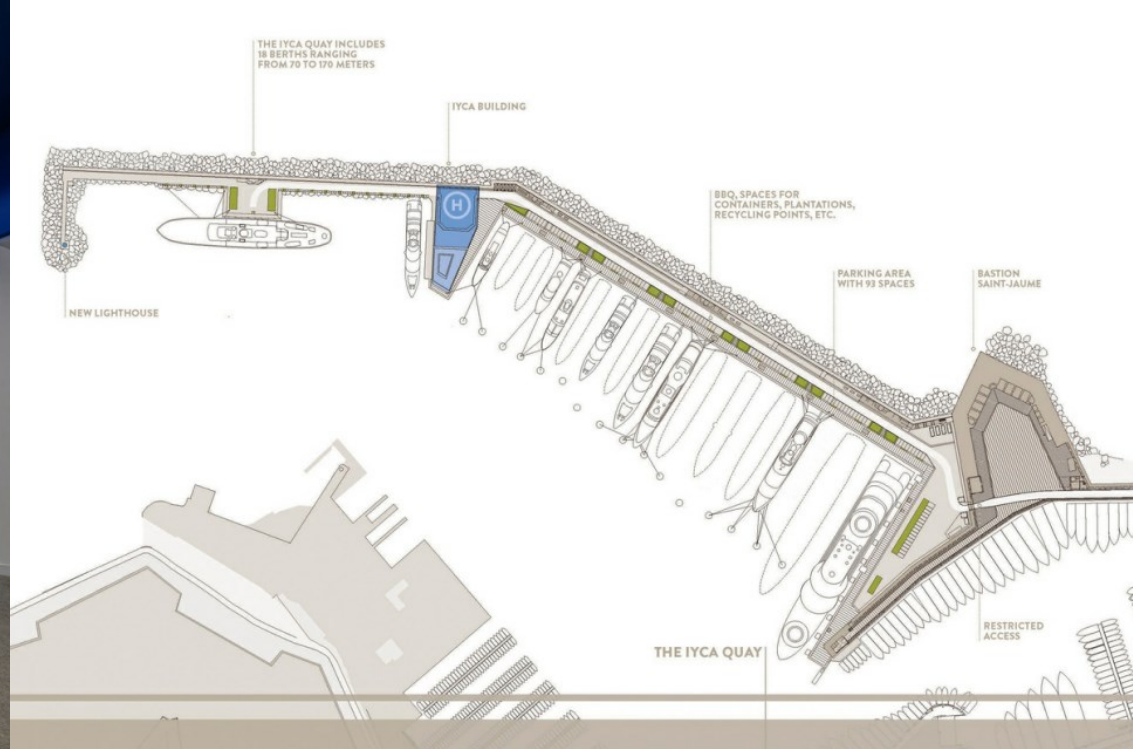 THE IYCA QUAY INCLUDES
18 BERTHS RANGING
FROM 70 TO 170 METERS
IYCA BUILDING
H
BBQ, SPACES FOR
CONTAINERS, PLANTATIONS,
RECYCLING POINTS, ETC.
PARKING AREA
WITH 93 SPACES
BASTION
SAINT-JAUME
NEW LIGHTHOUSE
RESTRICTED
ACCESS
THE IYCA QUAY